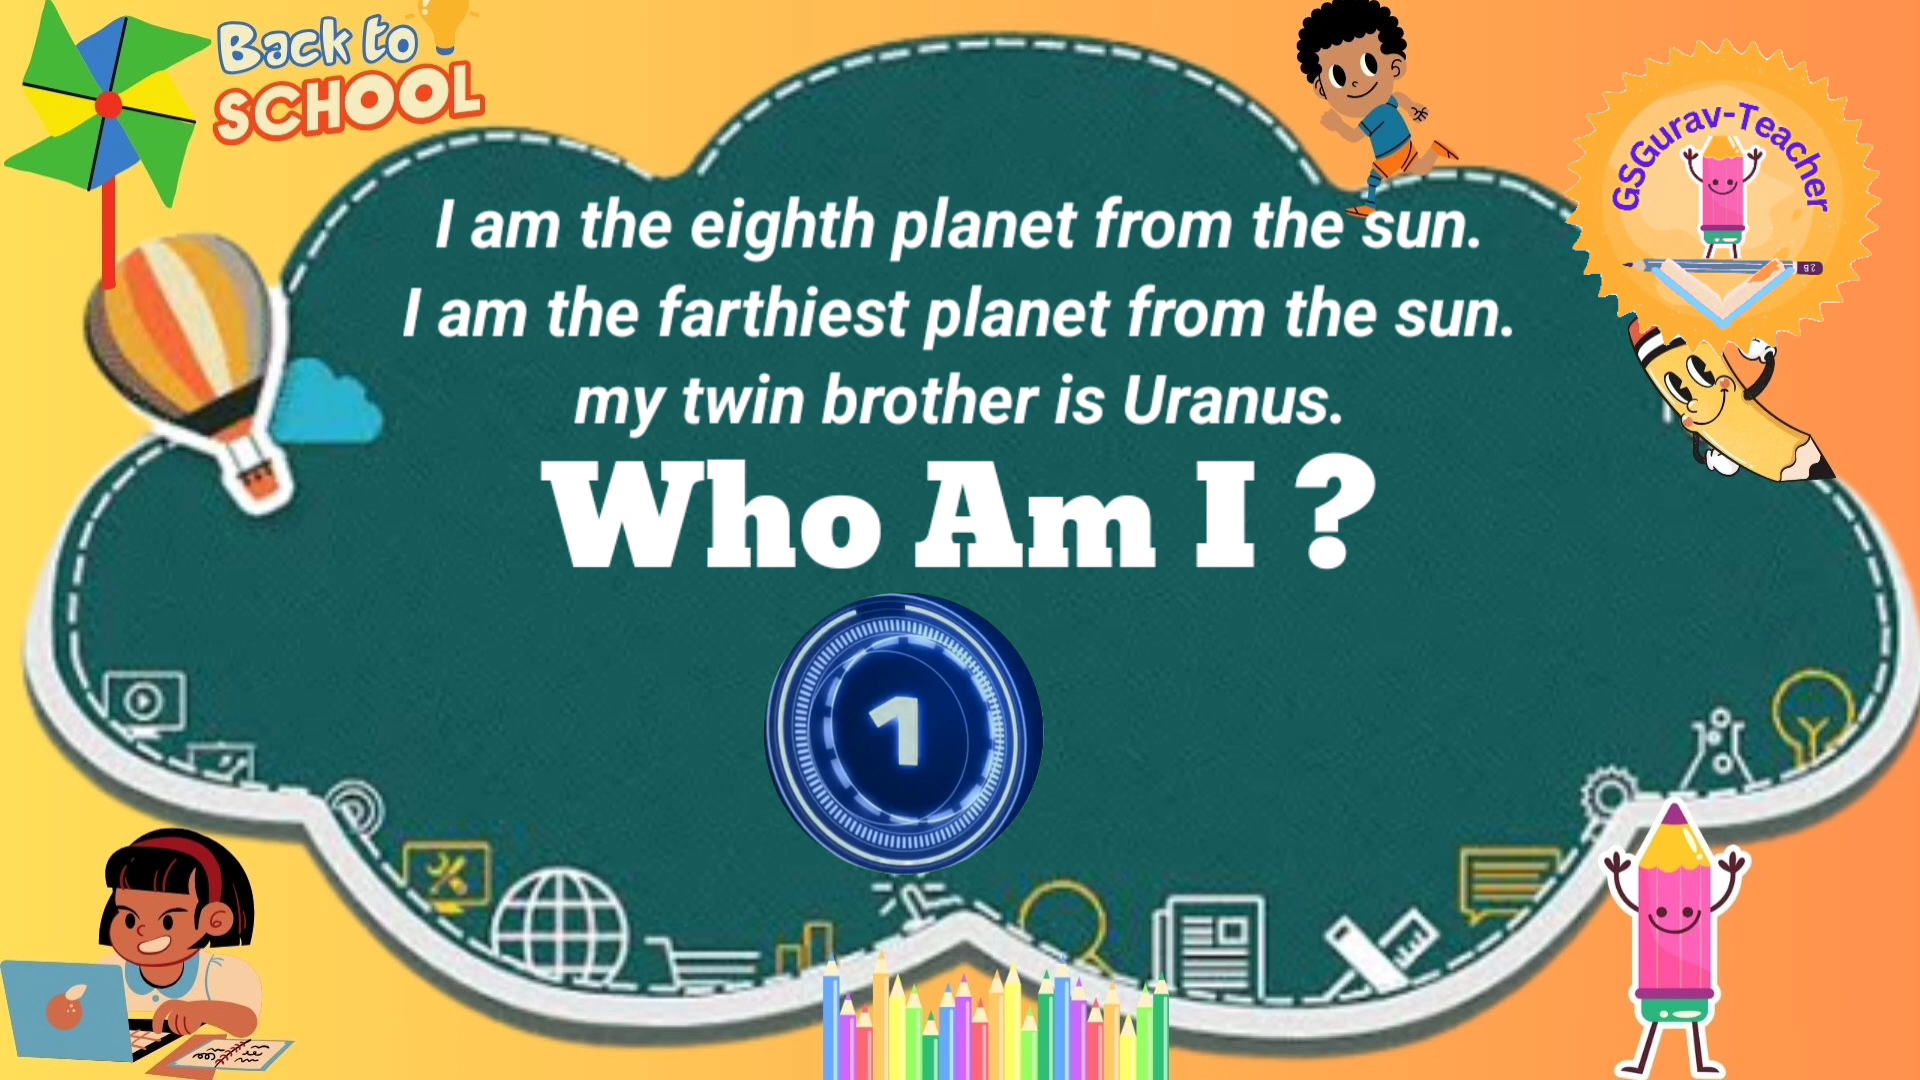 Back to
SCHOOL
GSGurav-Teacher
2B
I am the eighth planet from the sun.
I am the farthiest planet from the sun.
my twin brother is Uranus.
Who Am I ?
1